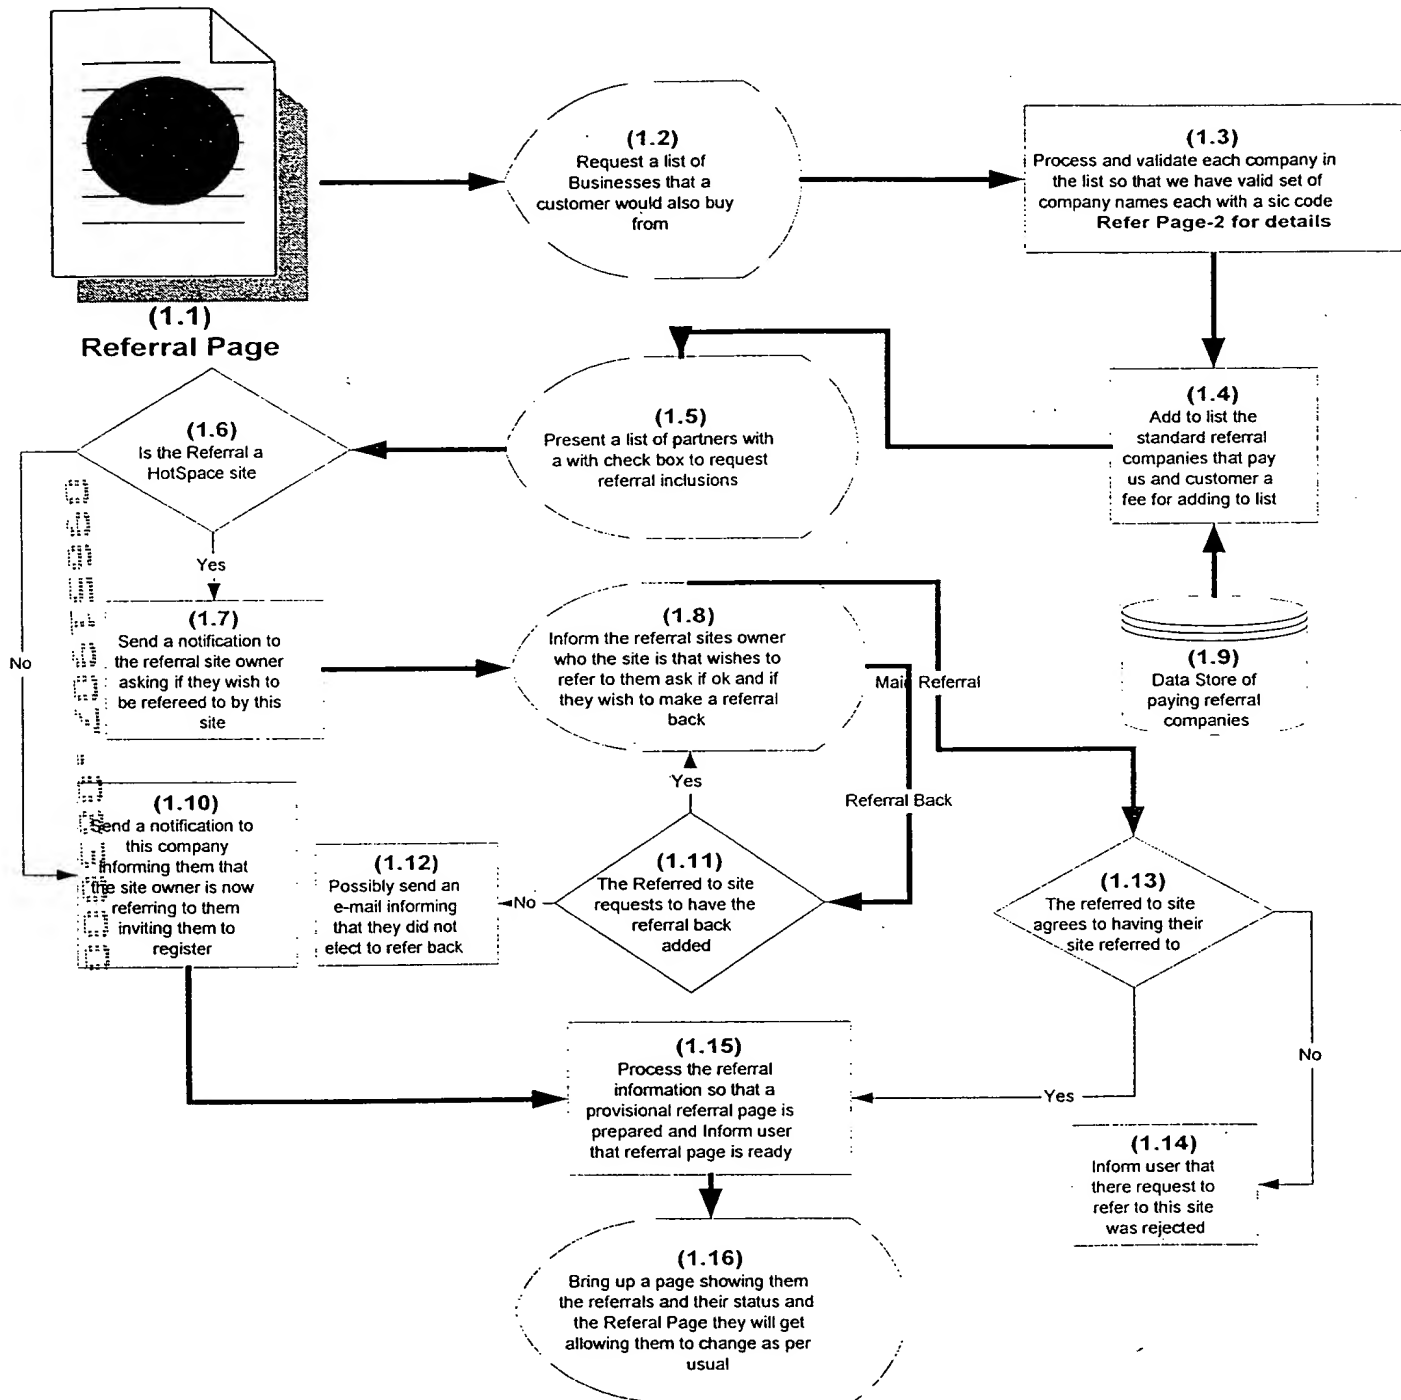 (1.1)
Referral Page
(1.2)
Request a list of
Businesses that a
customer would also buy
from
(1.3)
Process and validate each company in
the list so that we have valid set of
company names each with a sic code
Refer Page-2 for details
(1.4)
Add to list the
standard referral
companies that pay
us and customer a
fee for adding to list
(1.5)
Present a list of partners with
a with check box to request
referral inclusions
(1.6)
Is the Referral a
HotSpace site
Yes
No
(1.7)
Send a notification to
the referral site owner
asking if they wish to
be refereed to by this
site
(1.8)
Inform the referral sites owner
who the site is that wishes to
refer to them ask if ok and if
they wish to make a referral
back
Main Referral
Referral Back
(1.9)
Data Store of
paying referral
companies
(1.10)
Send a notification to
this company
informing them that
the site owner is now
referring to them
inviting them to
register
(1.12)
Possibly send an
e-mail informing
that they did not
elect to refer back
No
Yes
(1.11)
The Referred to site
requests to have the
referral back
added
(1.13)
The referred to site
agrees to having their
site referred to
Yes
No
(1.14)
Inform user that
there request to
refer to this site
was rejected
(1.15)
Process the referral
information so that a
provisional referral page is
prepared and Inform user
that referral page is ready
(1.16)
Bring up a page showing them
the referrals and their status and
the Referal Page they will get
allowing them to change as per
usual